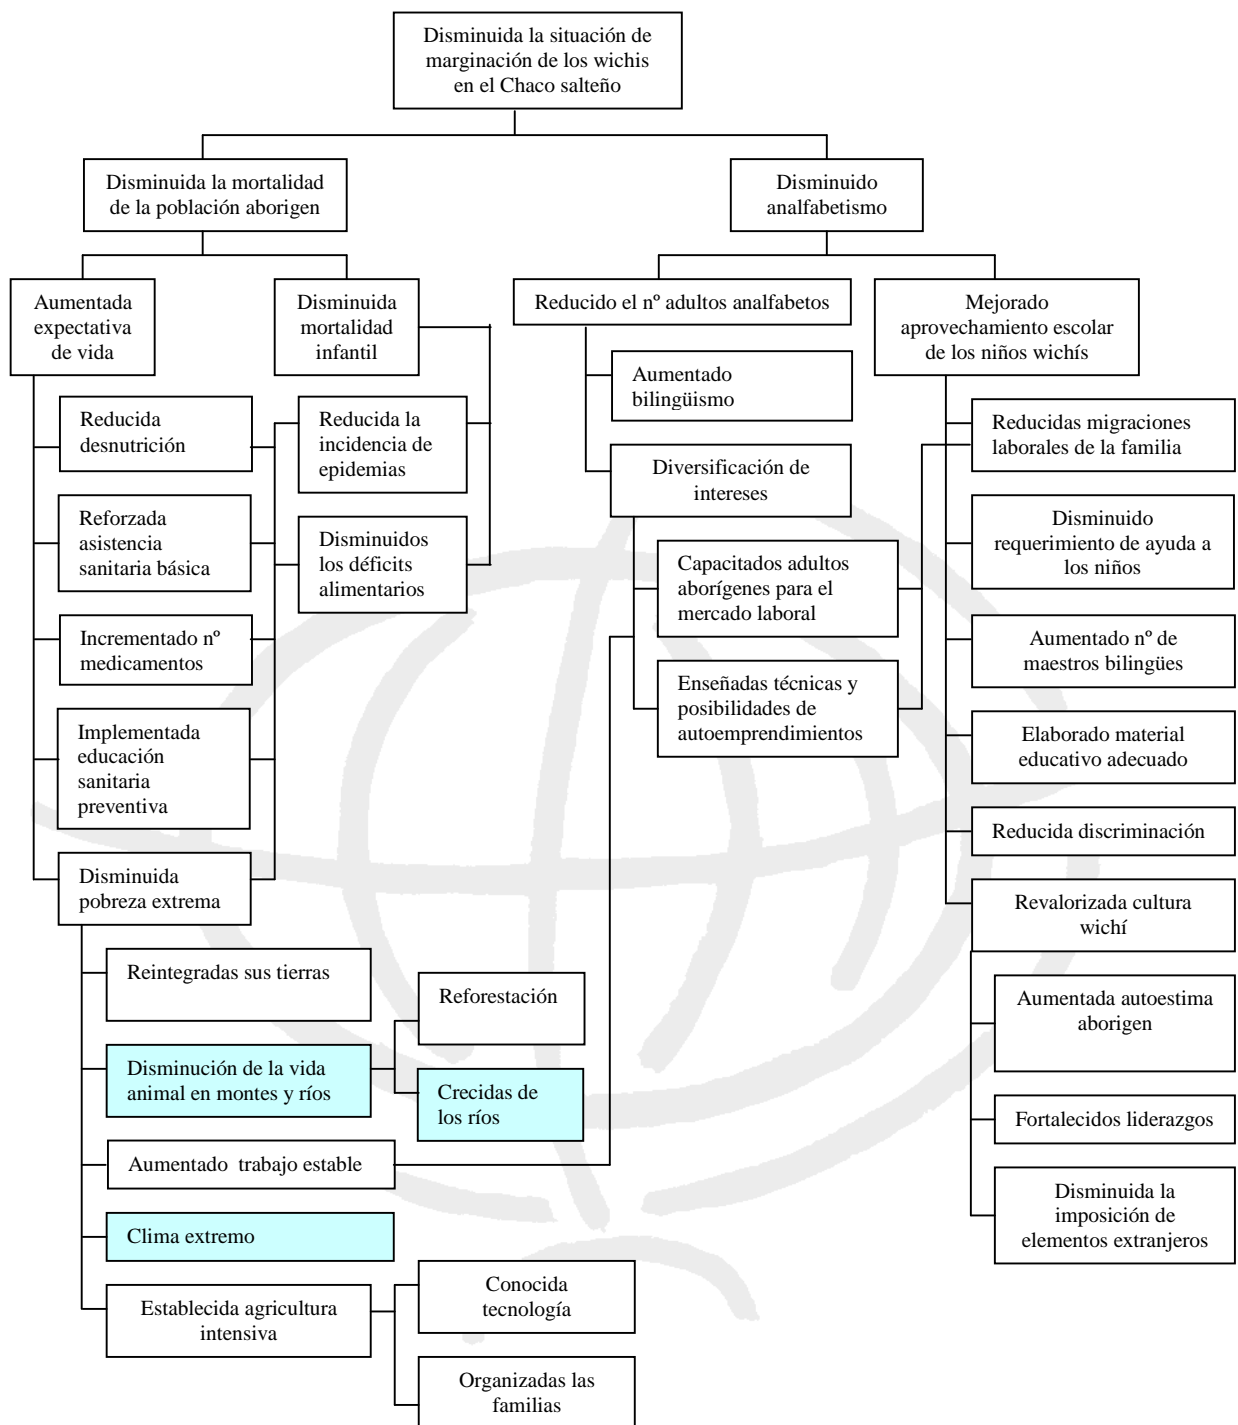 Disminuida la situación de
marginación de los wichis
en el Chaco salteño
Disminuida la mortalidad
de la población aborigen
Disminuido
analfabetismo
Aumentada
expectativa
de vida
Disminuida
mortalidad
infantil
Reducido el nº adultos analfabetos
Mejorado
aprovechamiento escolar
de los niños wichís
Reducida
desnutrición
Reforzada
asistencia
sanitaria básica
Incrementado nº
medicamentos
Implementada
educación
sanitaria
preventiva
Disminuida
pobreza extrema
Reducida la
incidencia de
epidemias
Disminuidos
los déficits
alimentarios
Aumentado
bilingüismo
Diversificación de
intereses
Capacitados adultos
aborígenes para el
mercado laboral
Enseñadas técnicas y
posibilidades de
autoemprendimientos
Reducidas migraciones
laborales de la familia
Disminuido
requerimiento de ayuda a
los niños
Aumentado nº de
maestros bilingües
Elaborado material
educativo adecuado
Reducida discriminación
Revalorizada cultura
wichí
Aumentada autoestima
aborigen
Fortalecidos liderazgos
Disminuida la
imposición de
elementos extranjeros
Reintegradas sus tierras
Disminución de la vida
animal en montes y ríos
Reforestación
Crecidas de
los ríos
Aumentado trabajo estable
Clima extremo
Establecida agricultura
intensiva
Conocida
tecnología
Organizadas las
familias